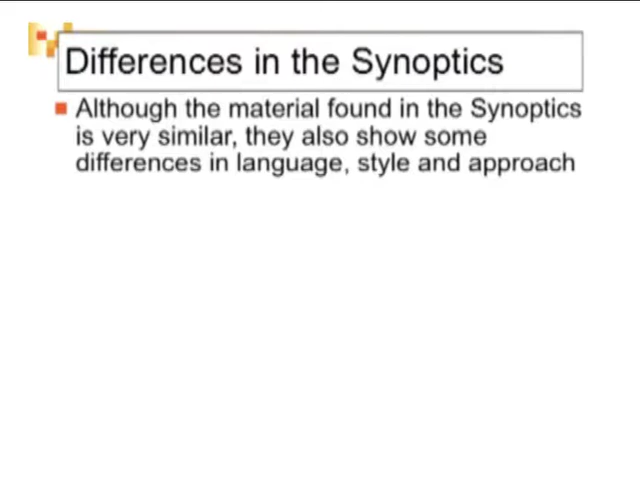 Differences in the Synoptics
Although the material found in the Synoptics
is very similar, they also show some
differences in language, style and approach